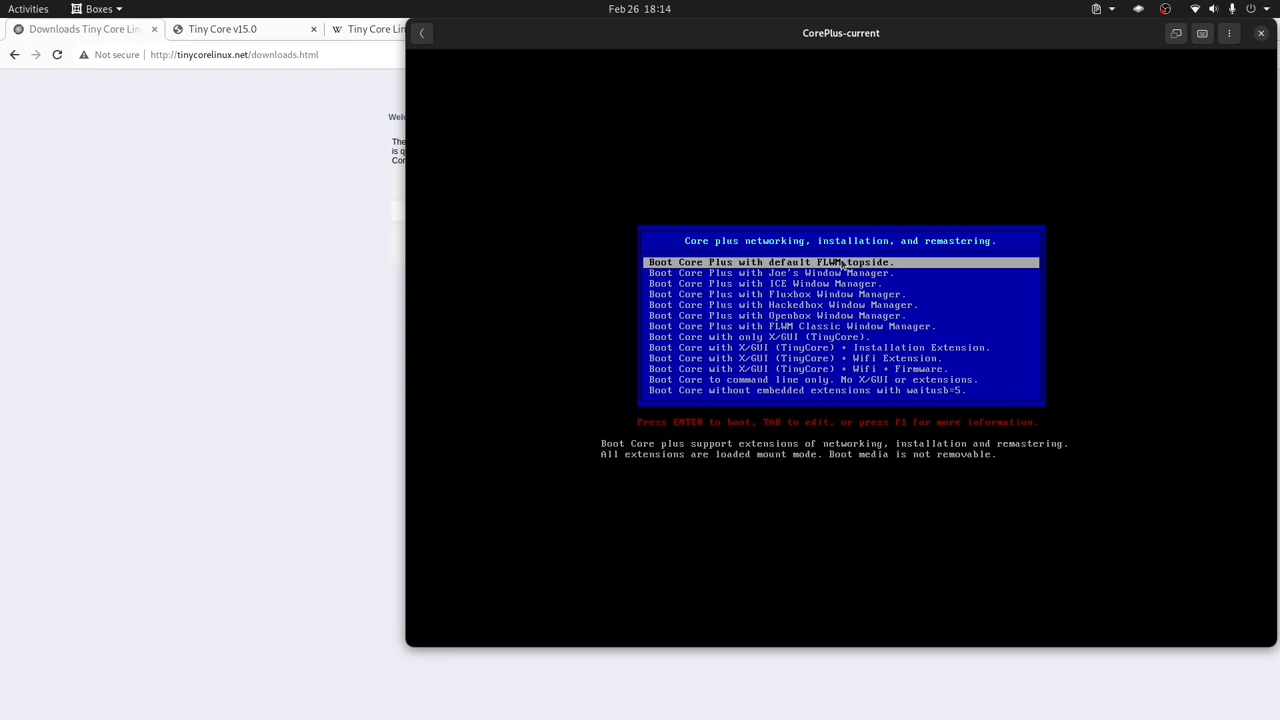 Activities
Boxes
Feb 26 18:14
Downloads Tiny Core Lin
Tiny Core v15.0
Tiny Core Lin
CorePlus-current
Not secure
http://tinycorelinux.net/downloads.html
Welc
The
is q
Cor
Core plus networking, installation, and remastering.
Boot Core Plus with default FLWM topside.
Boot Core Plus with Joe's Window Manager.
Boot Core Plus with ICE Window Manager.
Boot Core Plus with Fluxbox Window Manager.
Boot Core Plus with Hackedbox Window Manager.
Boot Core Plus with Openbox Window Manager.
Boot Core Plus with FLWM Classic Window Manager.
Boot Core with only X/GUI (TinyCore).
Boot Core with X/GUI (TinyCore) + Installation Extension.
Boot Core with X/GUI (TinyCore) + Wifi Extension.
Boot Core with X/GUI (TinyCore) + Wifi + Firmware.
Boot Core to command line only. No X/GUI or extensions.
Boot Core without embedded extensions with waitusb=5.
Press ENTER to boot, TAB to edit, or press F1 for more information.
Boot Core plus support extensions of networking, installation and remastering.
All extensions are loaded mount mode. Boot media is not removable.